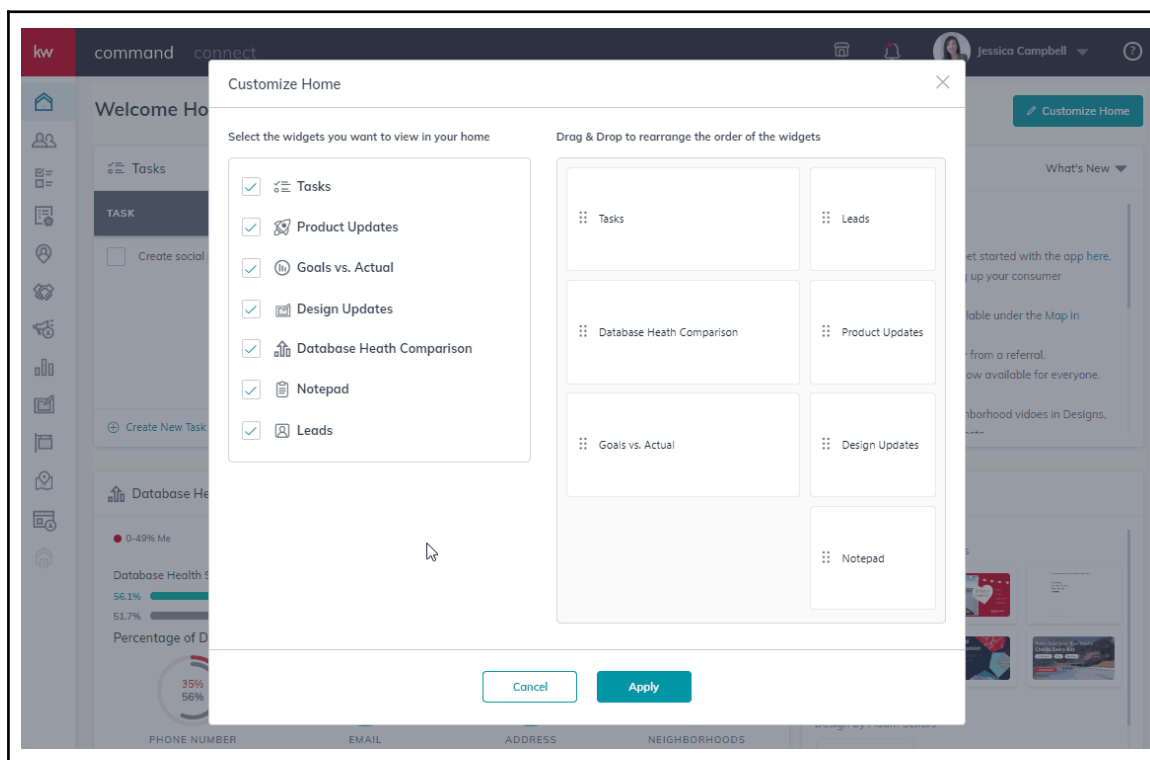 kw
command connect
Jessica Campbell
?
Welcome Ho
Customize Home
Customize Home
Select the widgets you want to view in your home
Drag & Drop to rearrange the order of the widgets
Tasks
What's New
TASK
Create social
Create New Task
Tasks
Product Updates
Goals vs. Actual
Design Updates
Database Heath Comparison
Notepad
Leads
Tasks
Leads
Database Heath Comparison
Product Updates
Goals vs. Actual
Design Updates
Notepad
et started with the app here.
up your consumer
lable under the Map in
from a referral.
ow available for everyone.
nborhood vidoes in Designs,
Database He
0-49% Me
Database Health S
56.1%
51.7%
Percentage of D
35%
56%
PHONE NUMBER
EMAIL
ADDRESS
NEIGHBORHOODS
Cancel
Apply